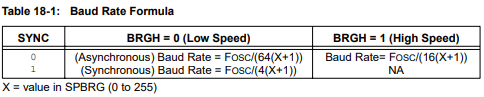 Table 18-1: Baud Rate Formula
SYNC BRGH = 0 (Low Speed) BRGH = 1 (High Speed)
0 (Asynchronous) Baud Rate = FOSC/(64(X+1)) Baud Rate= FOSC/(16(X+1))
1 (Synchronous) Baud Rate = FOSC/(4(X+1)) NA
X = value in SPBRG (0 to 255)